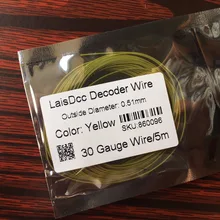 LaisDcc Decoder Wire
Outside Diameter: 0.51mm
Color: Yellow
SKU:860096
30 Gauge Wire/5m